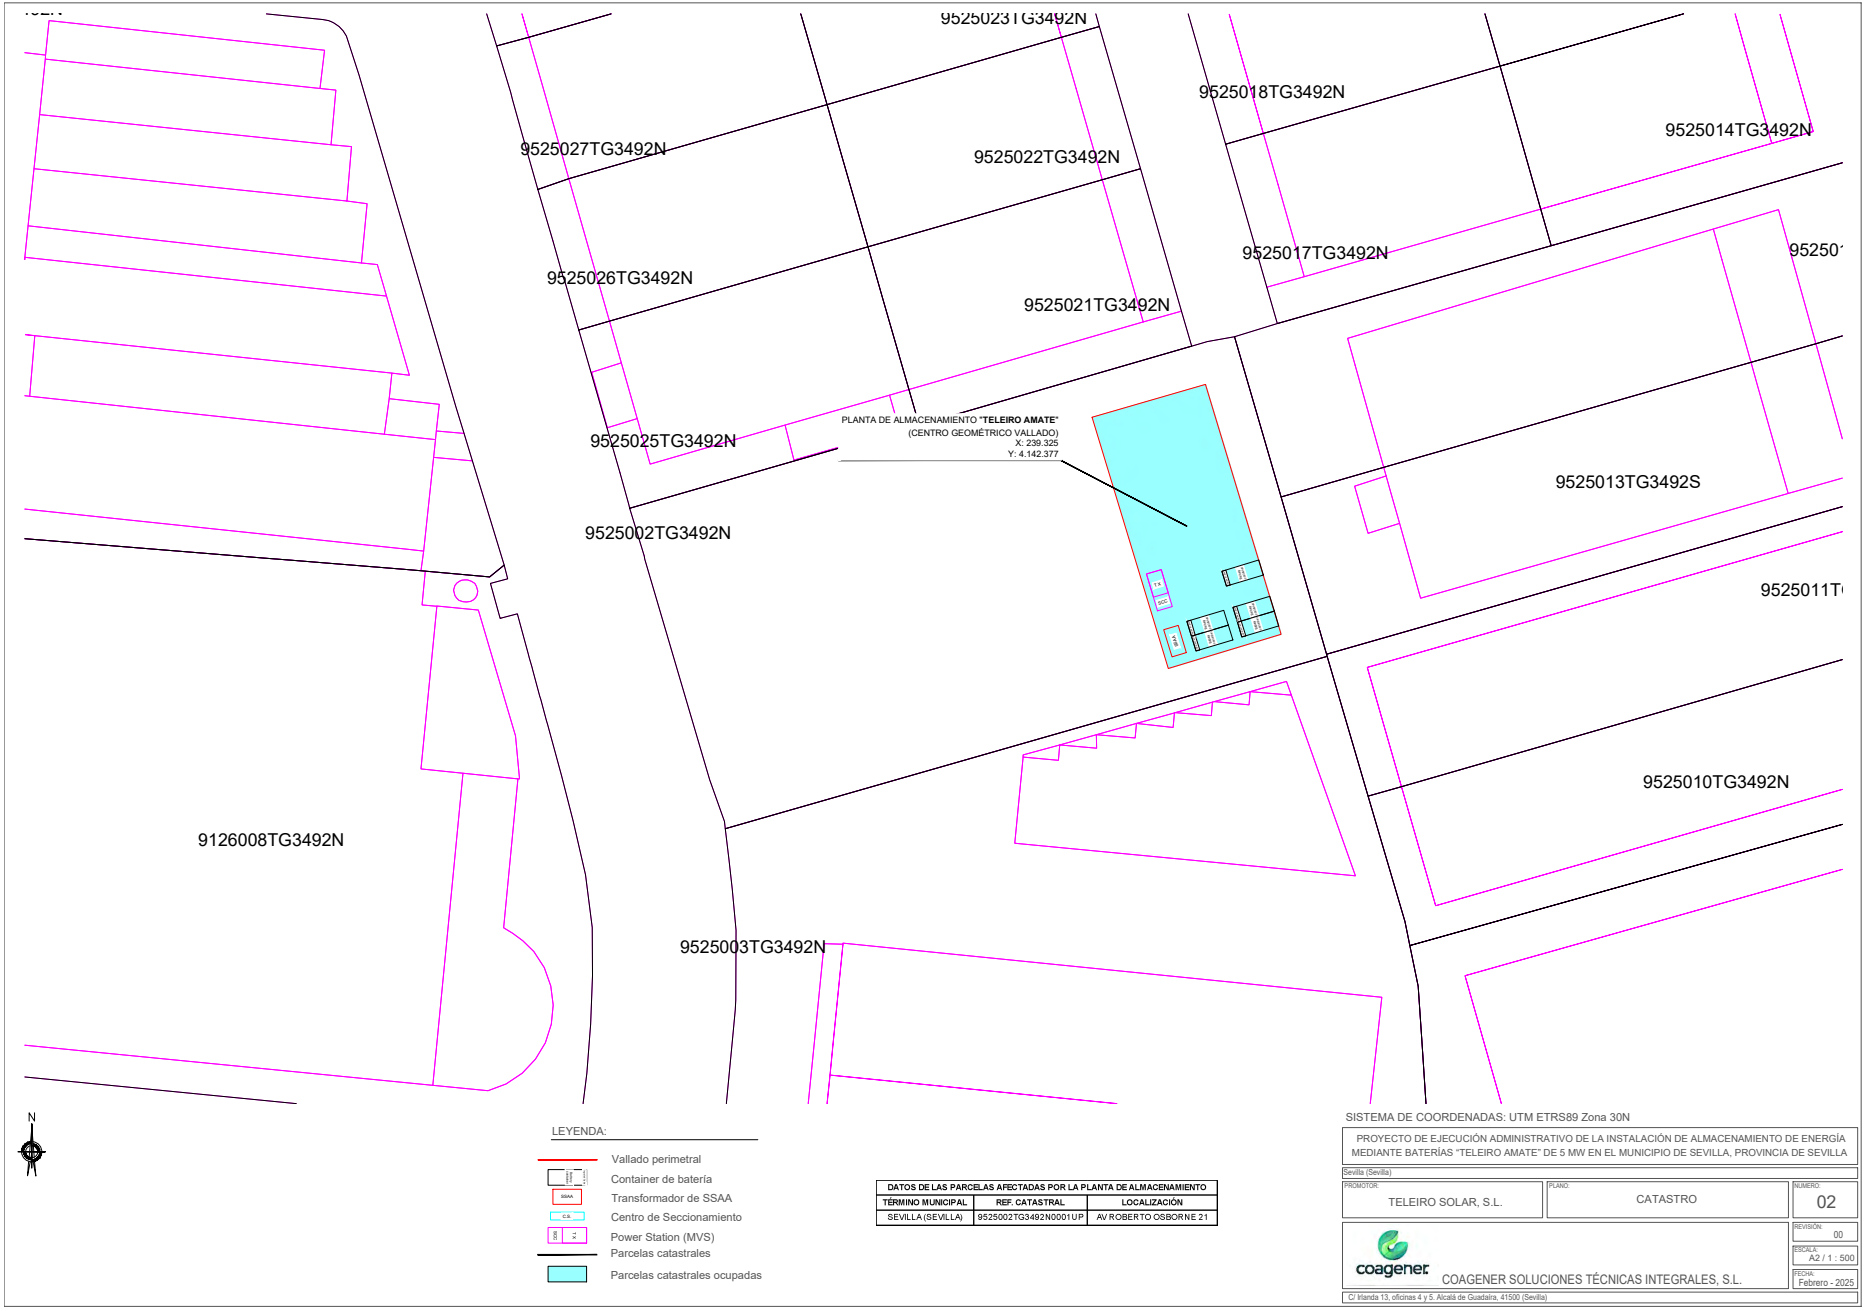 9525023TG3492N
9525018TG3492N
9525014TG3492N
9525027TG3492N
9525022TG3492N
9525017TG3492N
9525026TG3492N
9525021TG3492N
PLANTA DE ALMACENAMIENTO "TELEIRO AMATE"
(CENTRO GEOMÉTRICO VALLADO)
X: 239.325
Y: 4.142.377
9525025TG3492N
9525013TG3492S
9525002TG3492N
9525010TG3492N
9126008TG3492N
9525003TG3492N
N
LEYENDA:
Vallado perimetral
Container de batería
SSAA
Transformador de SSAA
C.S.
Centro de Seccionamiento
Power Station (MVS)
Parcelas catastrales
Parcelas catastrales ocupadas
DATOS DE LAS PARCELAS AFECTADAS POR LA PLANTA DE ALMACENAMIENTO
TÉRMINO MUNICIPAL REF. CATASTRAL LOCALIZACIÓN
SEVILLA (SEVILLA) 9525002TG3492N0001UP AV ROBERTO OSBORNE 21
SISTEMA DE COORDENADAS: UTM ETRS89 Zona 30N
PROYECTO DE EJECUCIÓN ADMINISTRATIVO DE LA INSTALACIÓN DE ALMACENAMIENTO DE ENERGÍA
MEDIANTE BATERÍAS "TELEIRO AMATE" DE 5 MW EN EL MUNICIPIO DE SEVILLA, PROVINCIA DE SEVILLA
Sevilla (Sevilla)
PROMOTOR:
TELEIRO SOLAR, S.L.
PLANO:
CATASTRO
NÚMERO:
02
REVISIÓN:
00
ESCALA:
A2 / 1 : 500
FECHA:
Febrero - 2025
coagener
COAGENER SOLUCIONES TÉCNICAS INTEGRALES, S.L.
C/ Irlanda 13, oficinas 4 y 5. Alcalá de Guadaíra, 41500 (Sevilla)